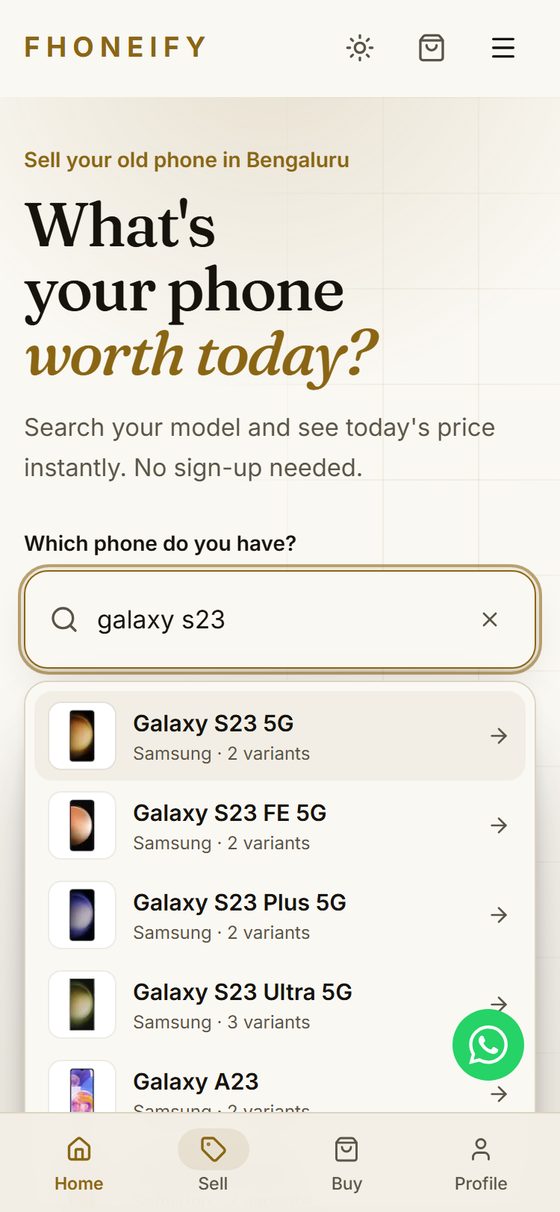 FHONEIFY
Sell your old phone in Bengaluru
What's
your phone
worth today?
Search your model and see today's price
instantly. No sign-up needed.
Which phone do you have?
galaxy s23
Galaxy S23 5G
Samsung · 2 variants
Galaxy S23 FE 5G
Samsung · 2 variants
Galaxy S23 Plus 5G
Samsung · 2 variants
Galaxy S23 Ultra 5G
Samsung · 3 variants
Galaxy A23
Samsung · 2 variants
Home
Sell
Buy
Profile